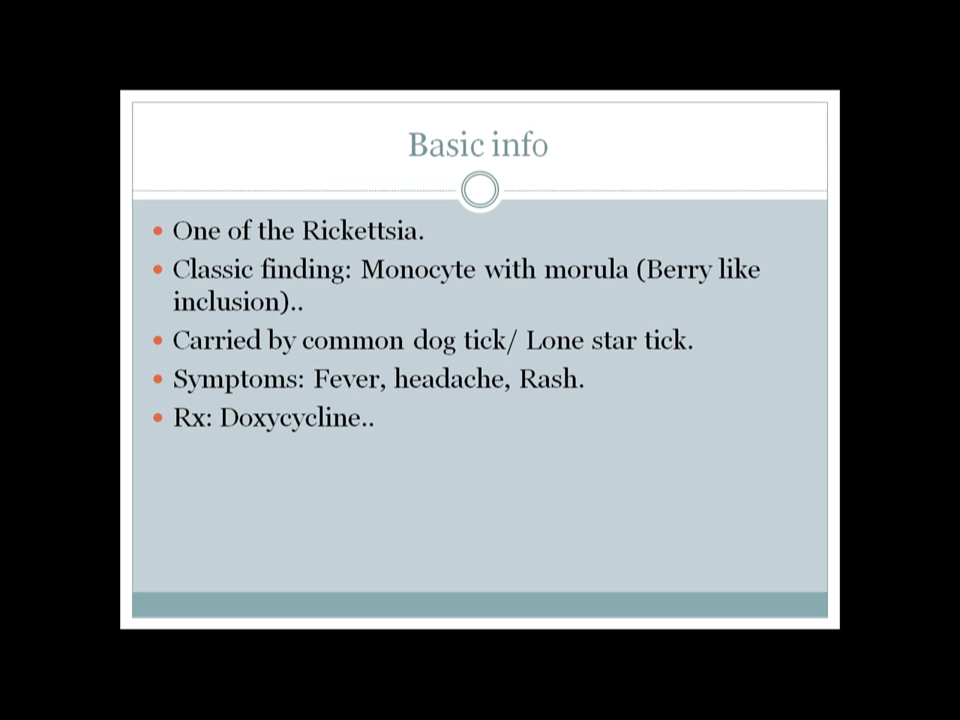 Basic info
One of the Rickettsia.
Classic finding: Monocyte with morula (Berry like
inclusion)..
Carried by common dog tick/ Lone star tick.
Symptoms: Fever, headache, Rash.
Rx: Doxycycline..